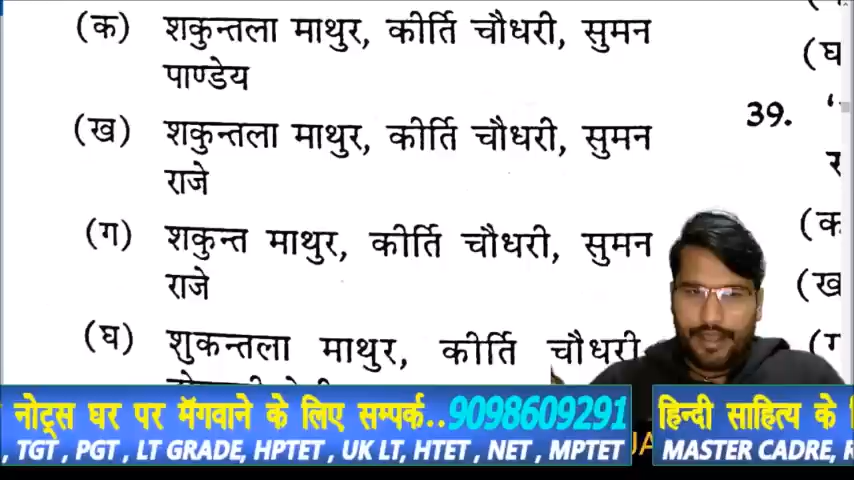 (क) शकुन्तला माथुर, कीर्ति चौधरी, सुमन
पाण्डेय
(ख) शकुन्तला माथुर, कीर्ति चौधरी, सुमन
राजे
(ग) शकुन्त माथुर, कीर्ति चौधरी, सुमन
राजे
(घ) शुकन्तला माथुर, कीर्ति चौधरी,
(घ
39.
(क
(ख
(ग
नोट्स घर पर मँगवाने के लिए सम्पर्क..9098609291
, TGT , PGT , LT GRADE, HPTET , UK LT, HTET , NET , MPTET
हिन्दी साहित्य के
MASTER CADRE,